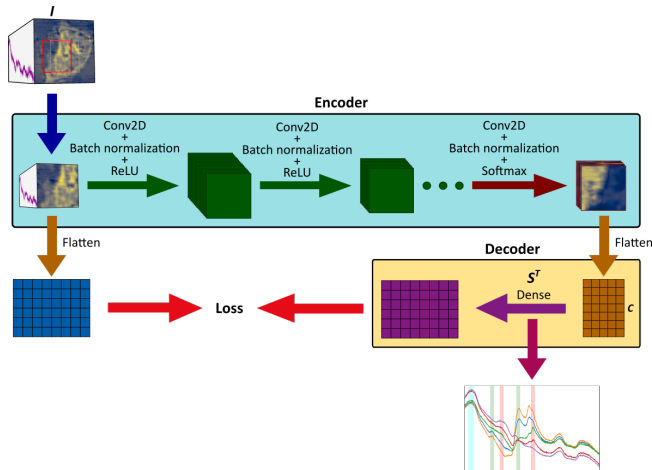 I
Encoder
Conv2D
+
Batch normalization
+
ReLU
Conv2D
+
Batch normalization
+
ReLU
Conv2D
+
Batch normalization
+
Softmax
Flatten
Flatten
Decoder
S^T
Dense
C
Loss